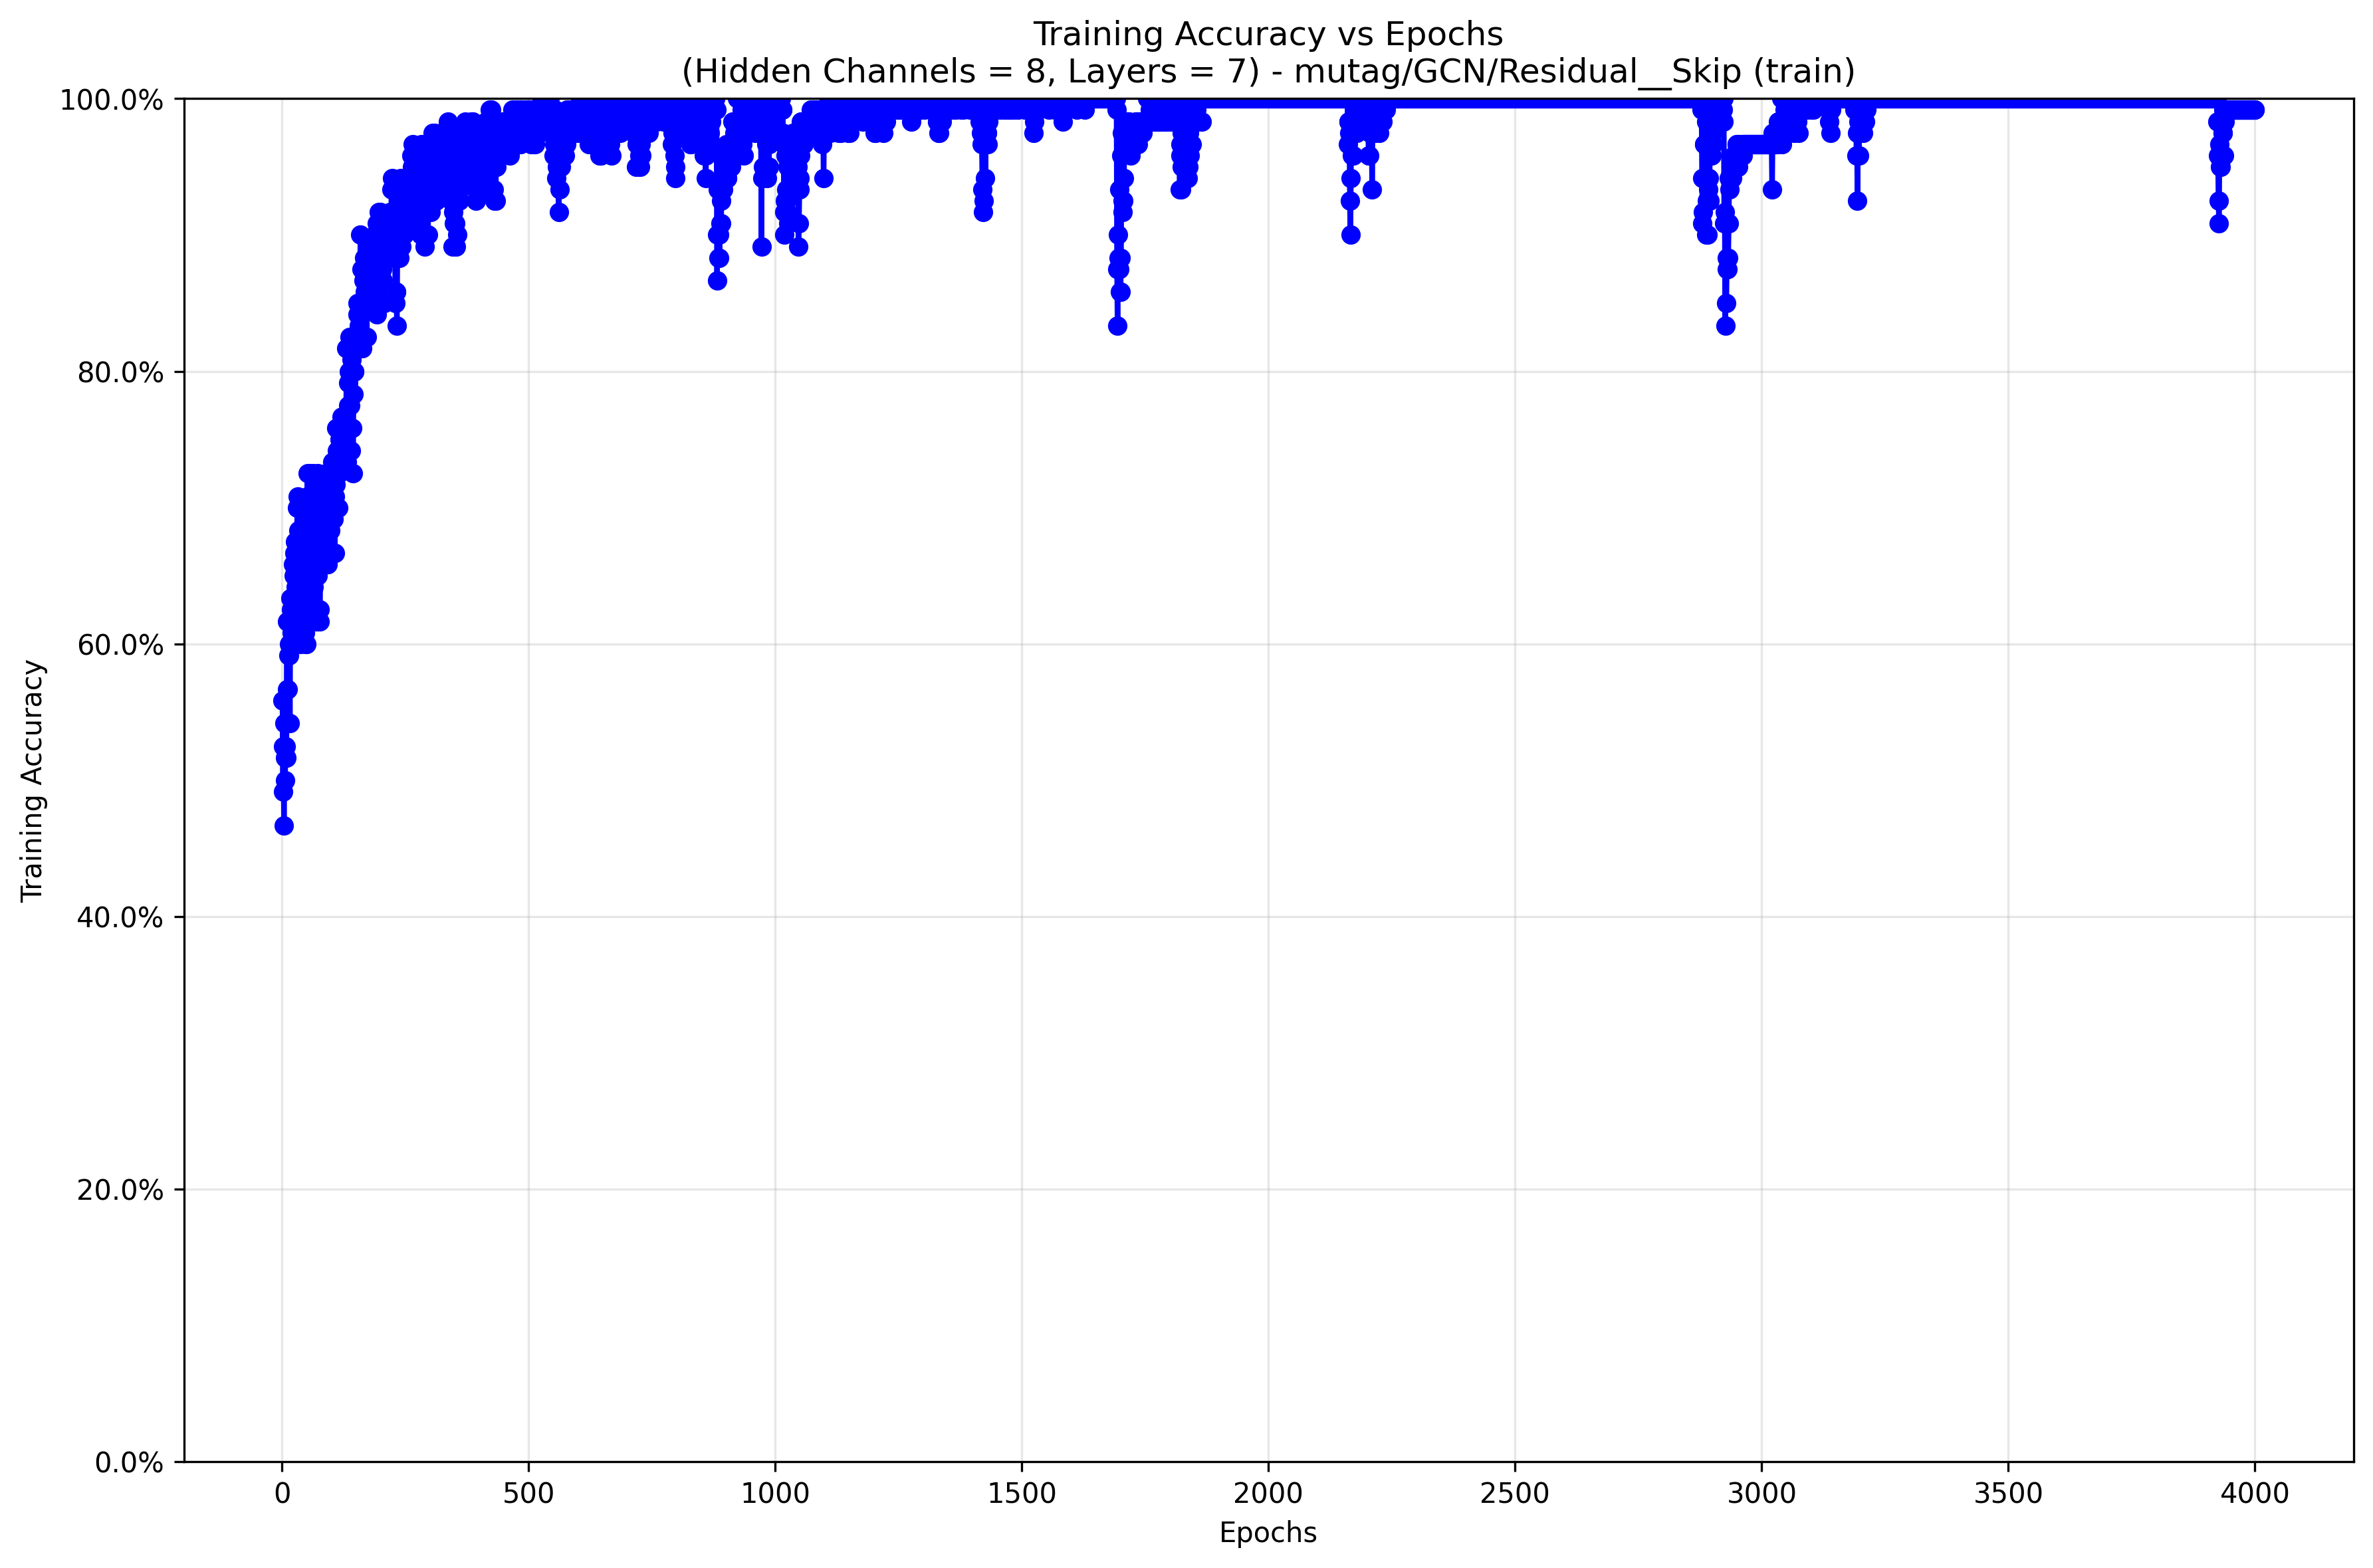 Training Accuracy vs Epochs
(Hidden Channels = 8, Layers = 7) - mutag/GCN/Residual__Skip (train)
100.0%
80.0%
60.0%
40.0%
20.0%
0.0%
Training Accuracy
0 500 1000 1500 2000 2500 3000 3500 4000
Epochs